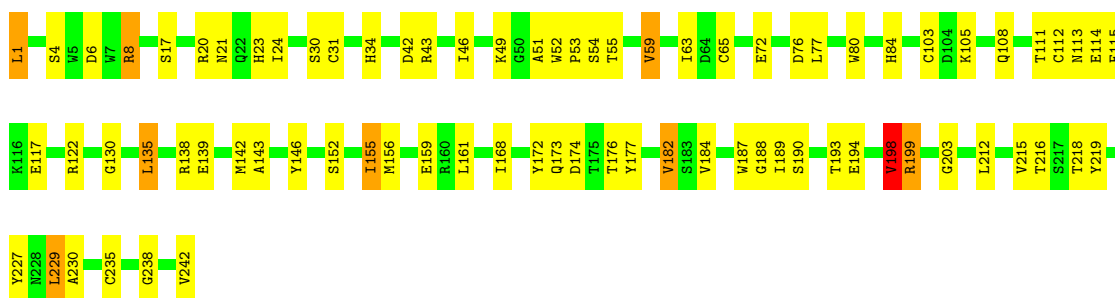 L1 S4 W5 D6 W7 R8 S17 R20 N21 Q22 H23 I24 S30 C31 H34 D42 R43 I46 K49 G50 A51 W52 P53 S54 T55 V59 I63 D64 C65 E72 D76 L77 W80 H84 C103 D104 K105 Q108 T111 C112 N113 E114 E115
K116 E117 R122 G130 L135 R138 E139 M142 A143 Y146 S152 I155 M156 E159 R160 L161 I168 Y172 Q173 D174 T175 T176 Y177 V182 S183 V184 W187 G188 I189 S190 T193 E194 V198 R199 G203 L212 V215 T216 S217 T218 Y219
Y227 N228 L229 A230 C235 G238 V242